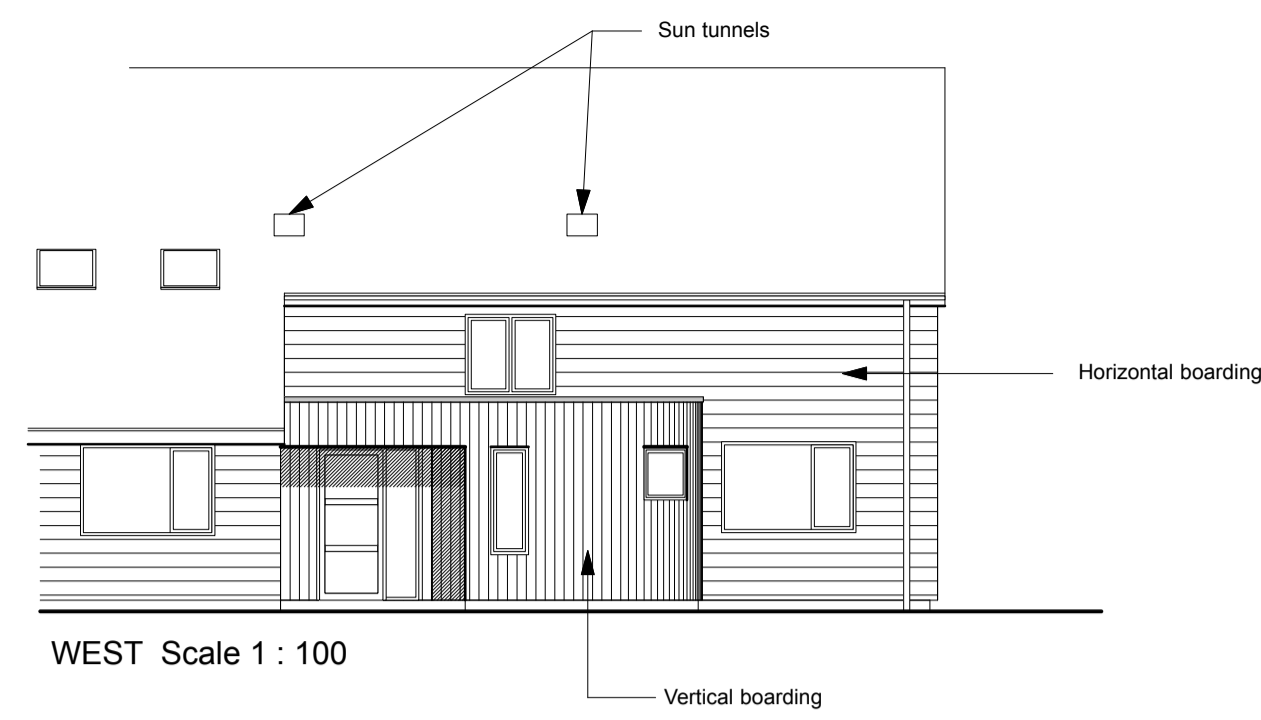 Sun tunnels
Horizontal boarding
WEST Scale 1 : 100
Vertical boarding